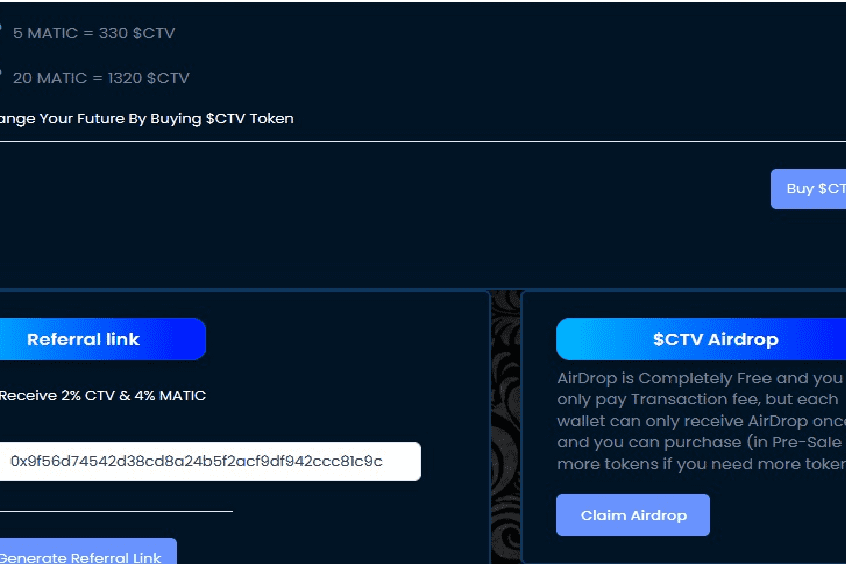 5 MATIC = 330 $CTV
20 MATIC = 1320 $CTV
ange Your Future By Buying $CTV Token
Buy $CT
Referral link
Receive 2% CTV & 4% MATIC
0x9f56d74542d38cd8a24b5f2acf9df942ccc81c9c
Generate Referral Link
$CTV Airdrop
AirDrop is Completely Free and you
only pay Transaction fee, but each
wallet can only receive AirDrop once
and you can purchase (in Pre-Sale
more tokens if you need more token
Claim Airdrop